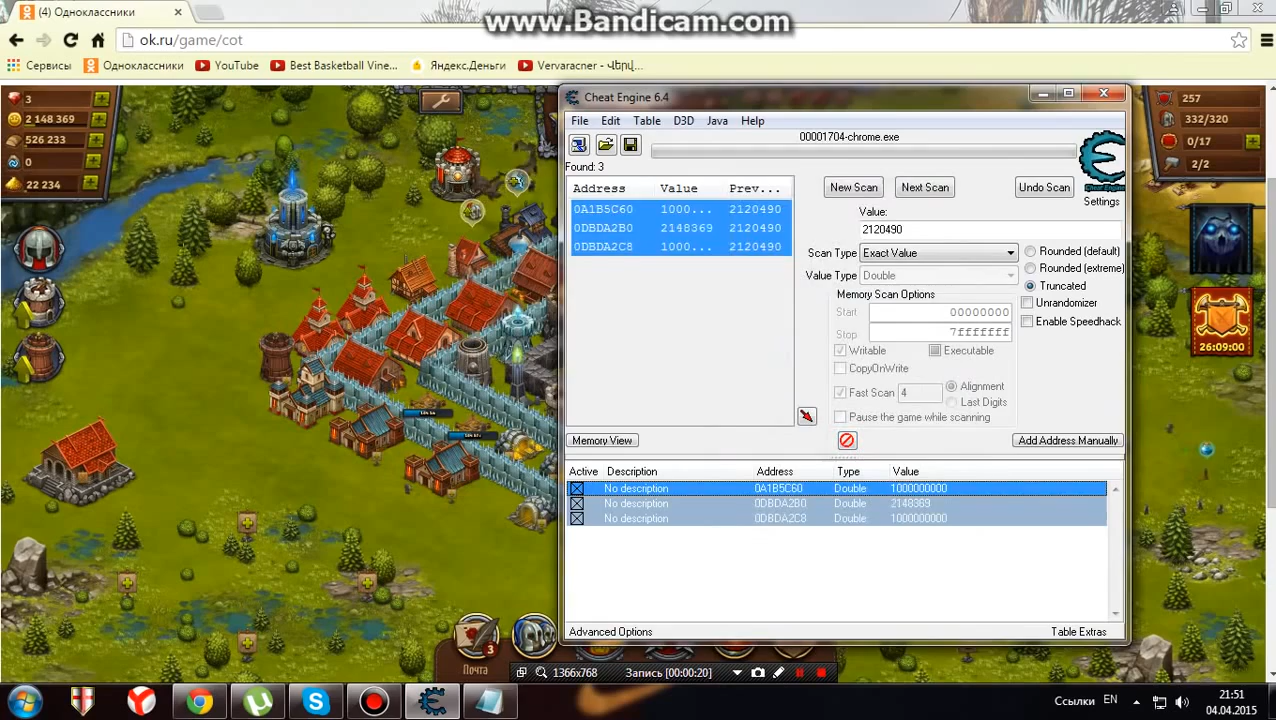 (4) Одноклассники
www.Bandicam.com
ok.ru/game/cot
Сервисы
Одноклассники
YouTube
Best Basketball Vine...
Яндекс.Деньги
Vervaracner - Վերվ...
3
2 148 369
526 233
0
22 234
257
332/320
0/17
2/2
26:09:00
Cheat Engine 6.4
File Edit Table D3D Java Help
00001704-chrome.exe
Found: 3
Address Value Prev...
0A1B5C60 1000... 2120490
0DBDA2B0 2148369 2120490
0DBDA2C8 1000... 2120490
New Scan Next Scan Undo Scan
Cheat Engine
Settings
Value:
2120490
Scan Type Exact Value
Value Type Double
Rounded (default)
Rounded (extreme)
Truncated
Unrandomizer
Enable Speedhack
Memory Scan Options
Start 00000000
Stop 7fffffff
Writable Executable
CopyOnWrite
Fast Scan 4 Alignment
Last Digits
Pause the game while scanning
Memory View
Add Address Manually
Active Description Address Type Value
No description 0A1B5C60 Double 1000000000
No description 0DBDA2B0 Double 2148369
No description 0DBDA2C8 Double 1000000000
Advanced Options Table Extras
3
Почта
1366x768 Запись [00:00:20]
Ссылки EN
21:51
04.04.2015